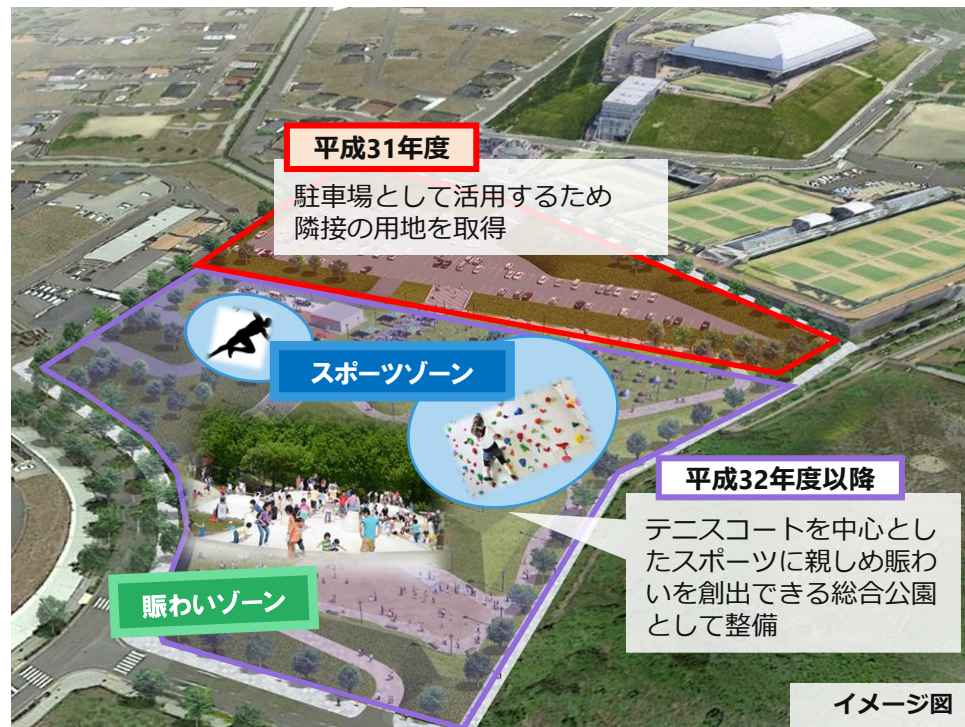 平成31年度
駐車場として活用するため
隣接の用地を取得
スポーツゾーン
平成32年度以降
テニスコートを中心とし
たスポーツに親しめ賑わ
いを創出できる総合公園
として整備
賑わいゾーン
イメージ図